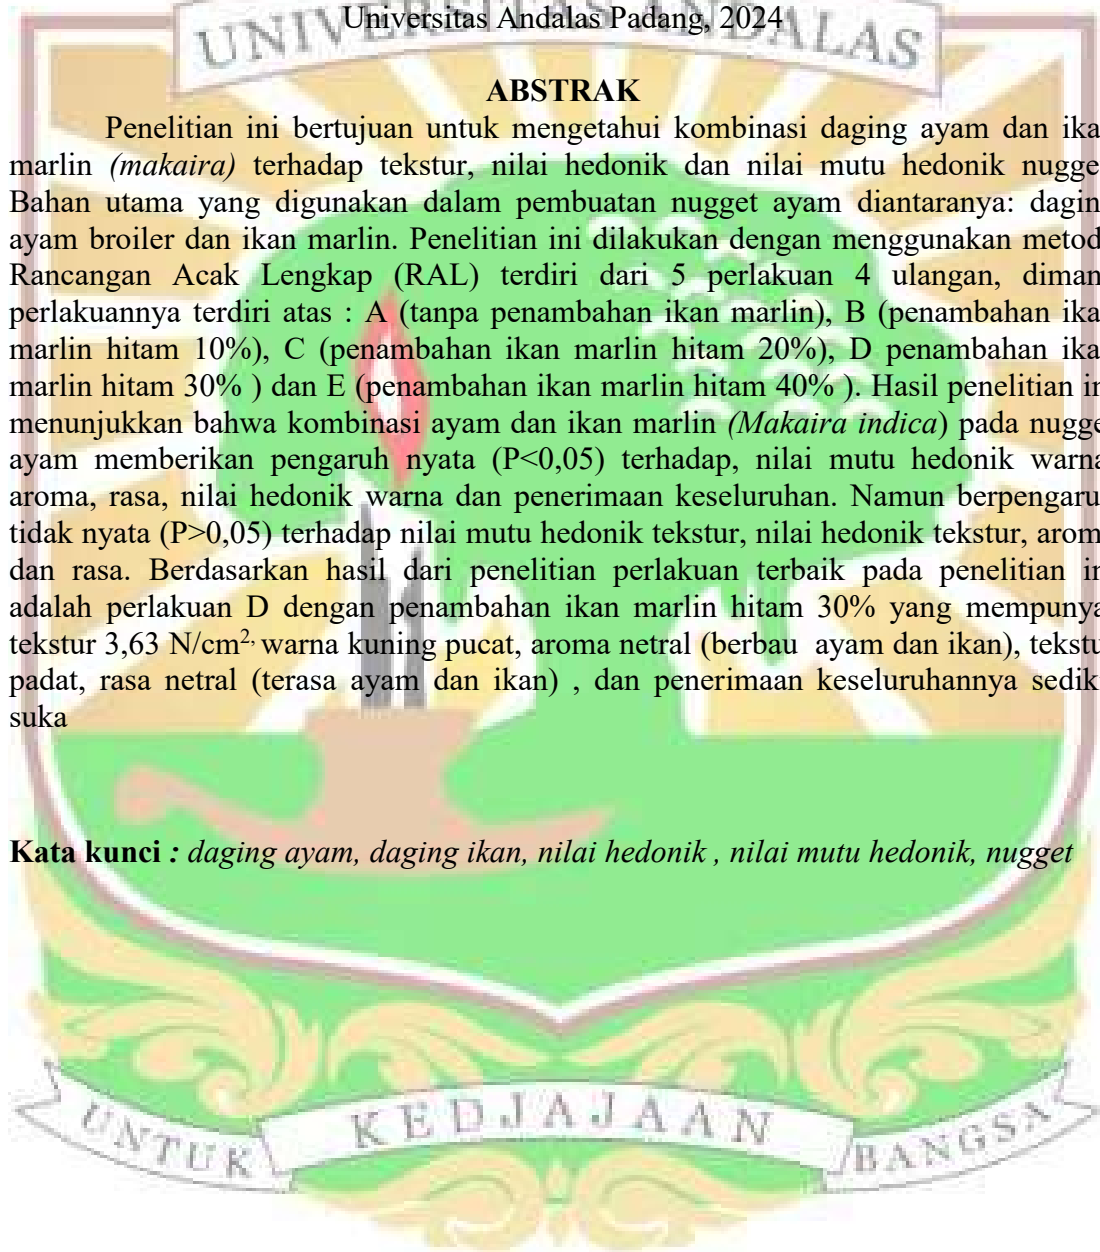 Universitas Andalas Padang, 2024
UNIVERSITAS ANDALAS
ABSTRAK
Penelitian ini bertujuan untuk mengetahui kombinasi daging ayam dan ika
marlin (makaira) terhadap tekstur, nilai hedonik dan nilai mutu hedonik nugge
Bahan utama yang digunakan dalam pembuatan nugget ayam diantaranya: dagin
ayam broiler dan ikan marlin. Penelitian ini dilakukan dengan menggunakan metod
Rancangan Acak Lengkap (RAL) terdiri dari 5 perlakuan 4 ulangan, diman
perlakuannya terdiri atas : A (tanpa penambahan ikan marlin), B (penambahan ika
marlin hitam 10%), C (penambahan ikan marlin hitam 20%), D penambahan ika
marlin hitam 30% ) dan E (penambahan ikan marlin hitam 40% ). Hasil penelitian in
menunjukkan bahwa kombinasi ayam dan ikan marlin (Makaira indica) pada nugge
ayam memberikan pengaruh nyata (P<0,05) terhadap, nilai mutu hedonik warna
aroma, rasa, nilai hedonik warna dan penerimaan keseluruhan. Namun berpengaru
tidak nyata (P>0,05) terhadap nilai mutu hedonik tekstur, nilai hedonik tekstur, arom
dan rasa. Berdasarkan hasil dari penelitian perlakuan terbaik pada penelitian in
adalah perlakuan D dengan penambahan ikan marlin hitam 30% yang mempunya
tekstur 3,63 N/cm², warna kuning pucat, aroma netral (berbau ayam dan ikan), tekstu
padat, rasa netral (terasa ayam dan ikan) , dan penerimaan keseluruhannya sedik
suka
Kata kunci : daging ayam, daging ikan, nilai hedonik , nilai mutu hedonik, nugget
UNTUK KEDJAJAAN BANGSA